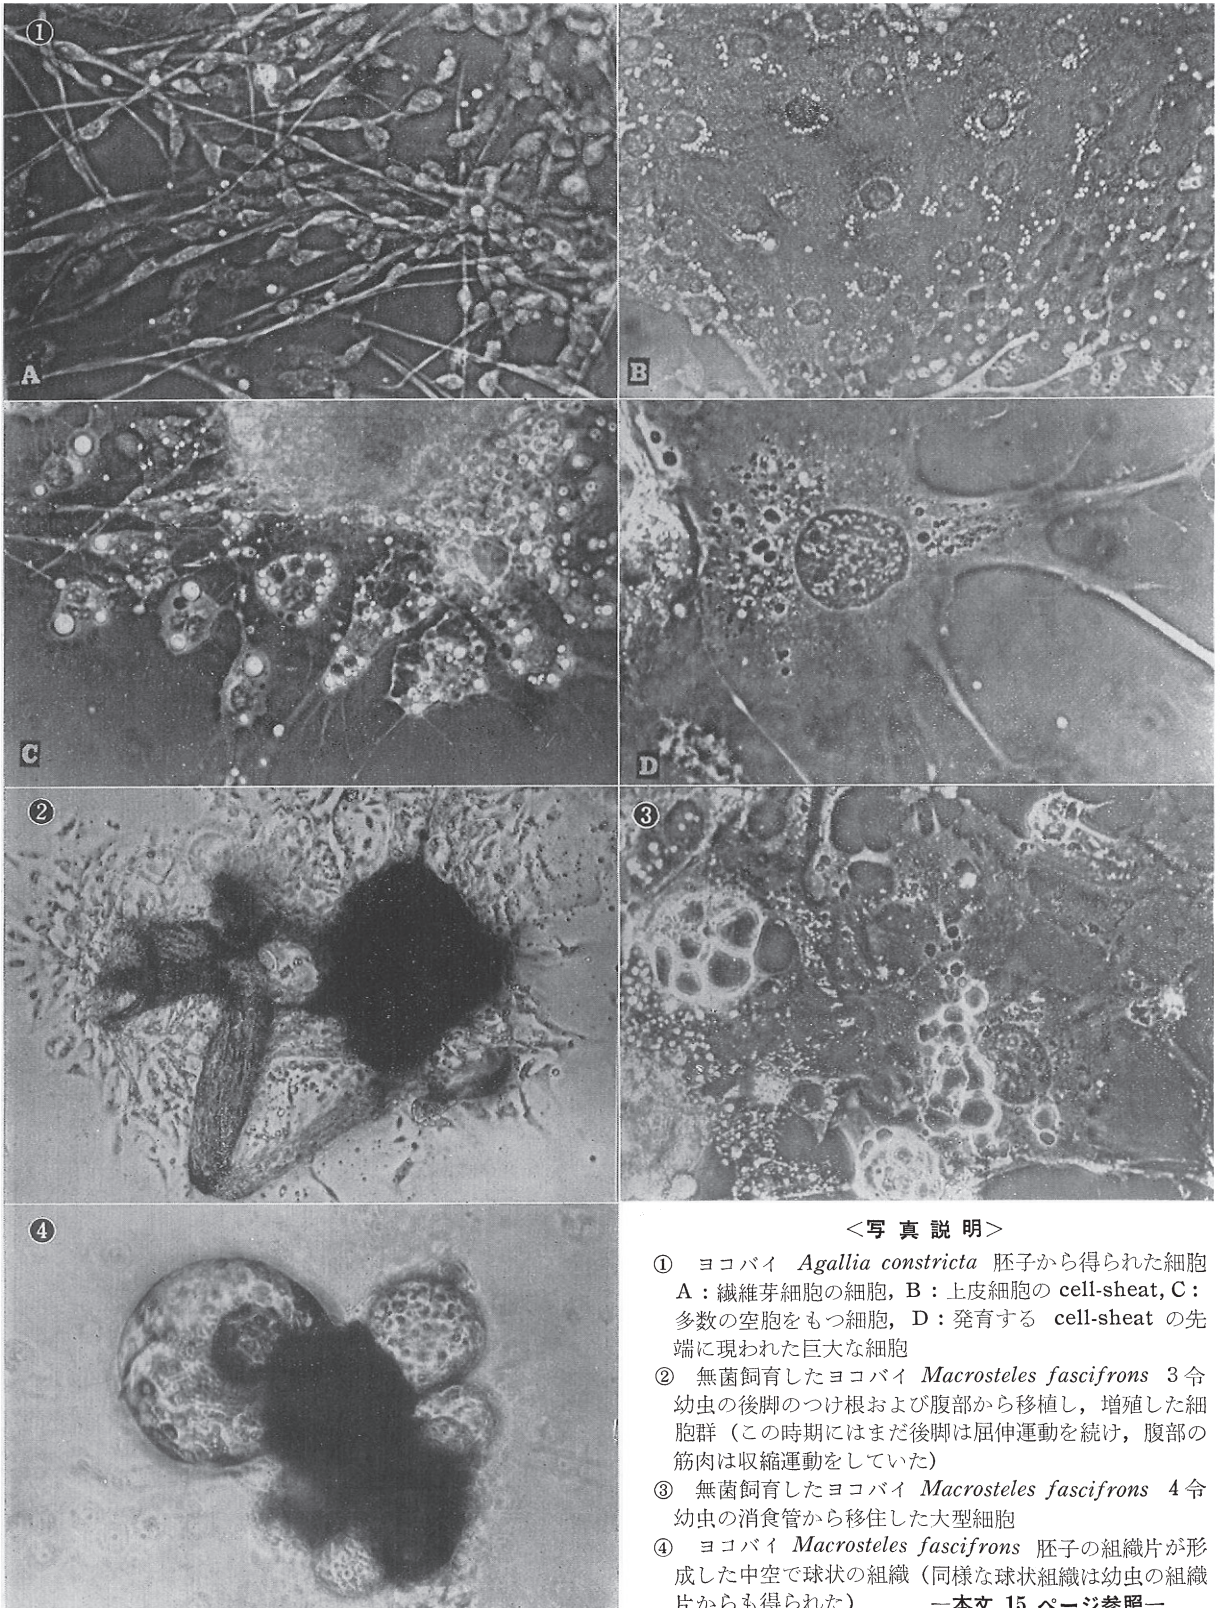 ①
A
B
C
D
②
③
④
<写真説明>
① ヨコバイ Agallia constricta 胚子から得られた細胞
A:繊維芽細胞の細胞, B:上皮細胞の cell-sheat, C:
多数の空胞をもつ細胞, D:発育する cell-sheat の先
端に現われた巨大な細胞
② 無菌飼育したヨコバイ Macrosteles fascifrons 3令
幼虫の後脚のつけ根および腹部から移植し,増殖した細
胞群(この時期にはまだ後脚は屈伸運動を続け,腹部の
筋肉は収縮運動をしていた)
③ 無菌飼育したヨコバイ Macrosteles fascifrons 4令
幼虫の消食管から移住した大型細胞
④ ヨコバイ Macrosteles fascifrons 胚子の組織片が形
成した中空で球状の組織(同様な球状組織は幼虫の組織
片からも得られた) —本文 15 ページ参照—